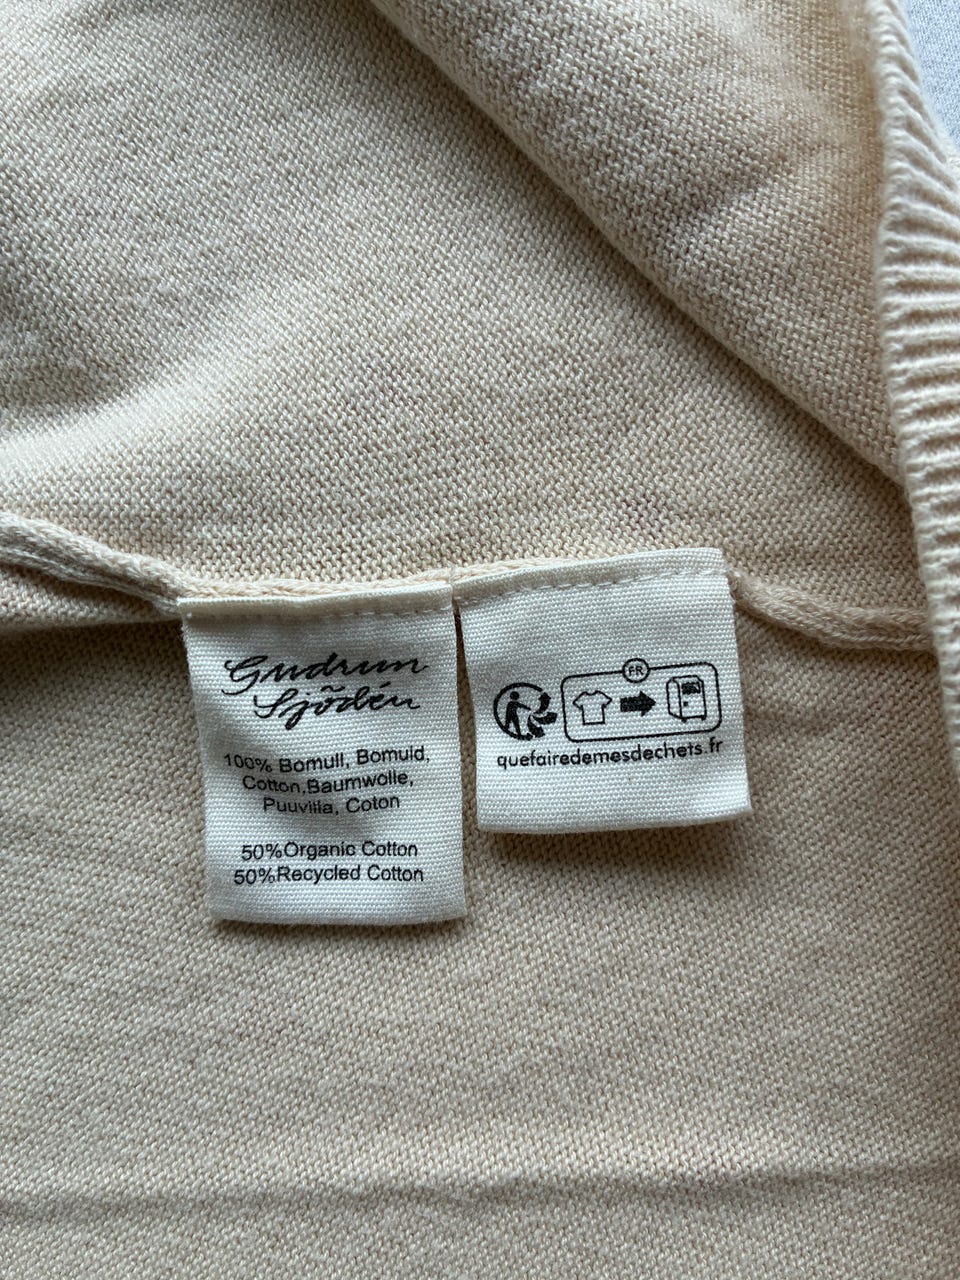 Gudrun
Sjödén
100% Bomull, Bomuld,
Cotton,Baumwolle,
Puuvilla, Coton
50%Organic Cotton
50%Recycled Cotton
FR
quefairedemesdechets.fr